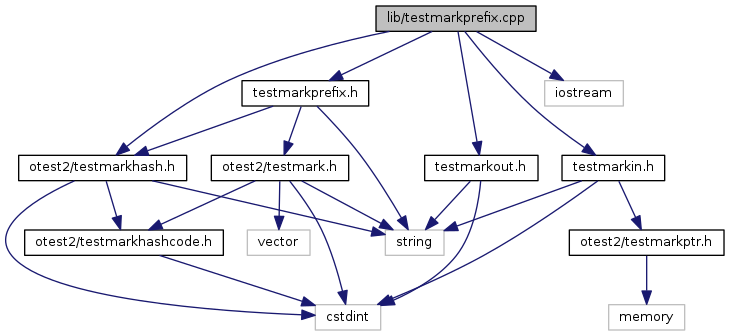 lib/testmarkprefix.cpp
testmarkprefix.h
iostream
otest2/testmarkhash.h
otest2/testmark.h
testmarkout.h
testmarkin.h
otest2/testmarkhashcode.h
vector
string
otest2/testmarkptr.h
cstdint
memory